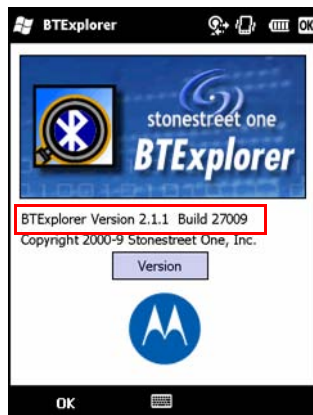 BTExplorer
OK
stonestreet one
BTExplorer
BTExplorer Version 2.1.1 Build 27009
Copyright 2000-9 Stonestreet One, Inc.
Version
OK